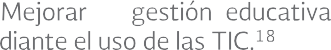 Mejorar gestión educativa
diante el uso de las TIC.¹⁸